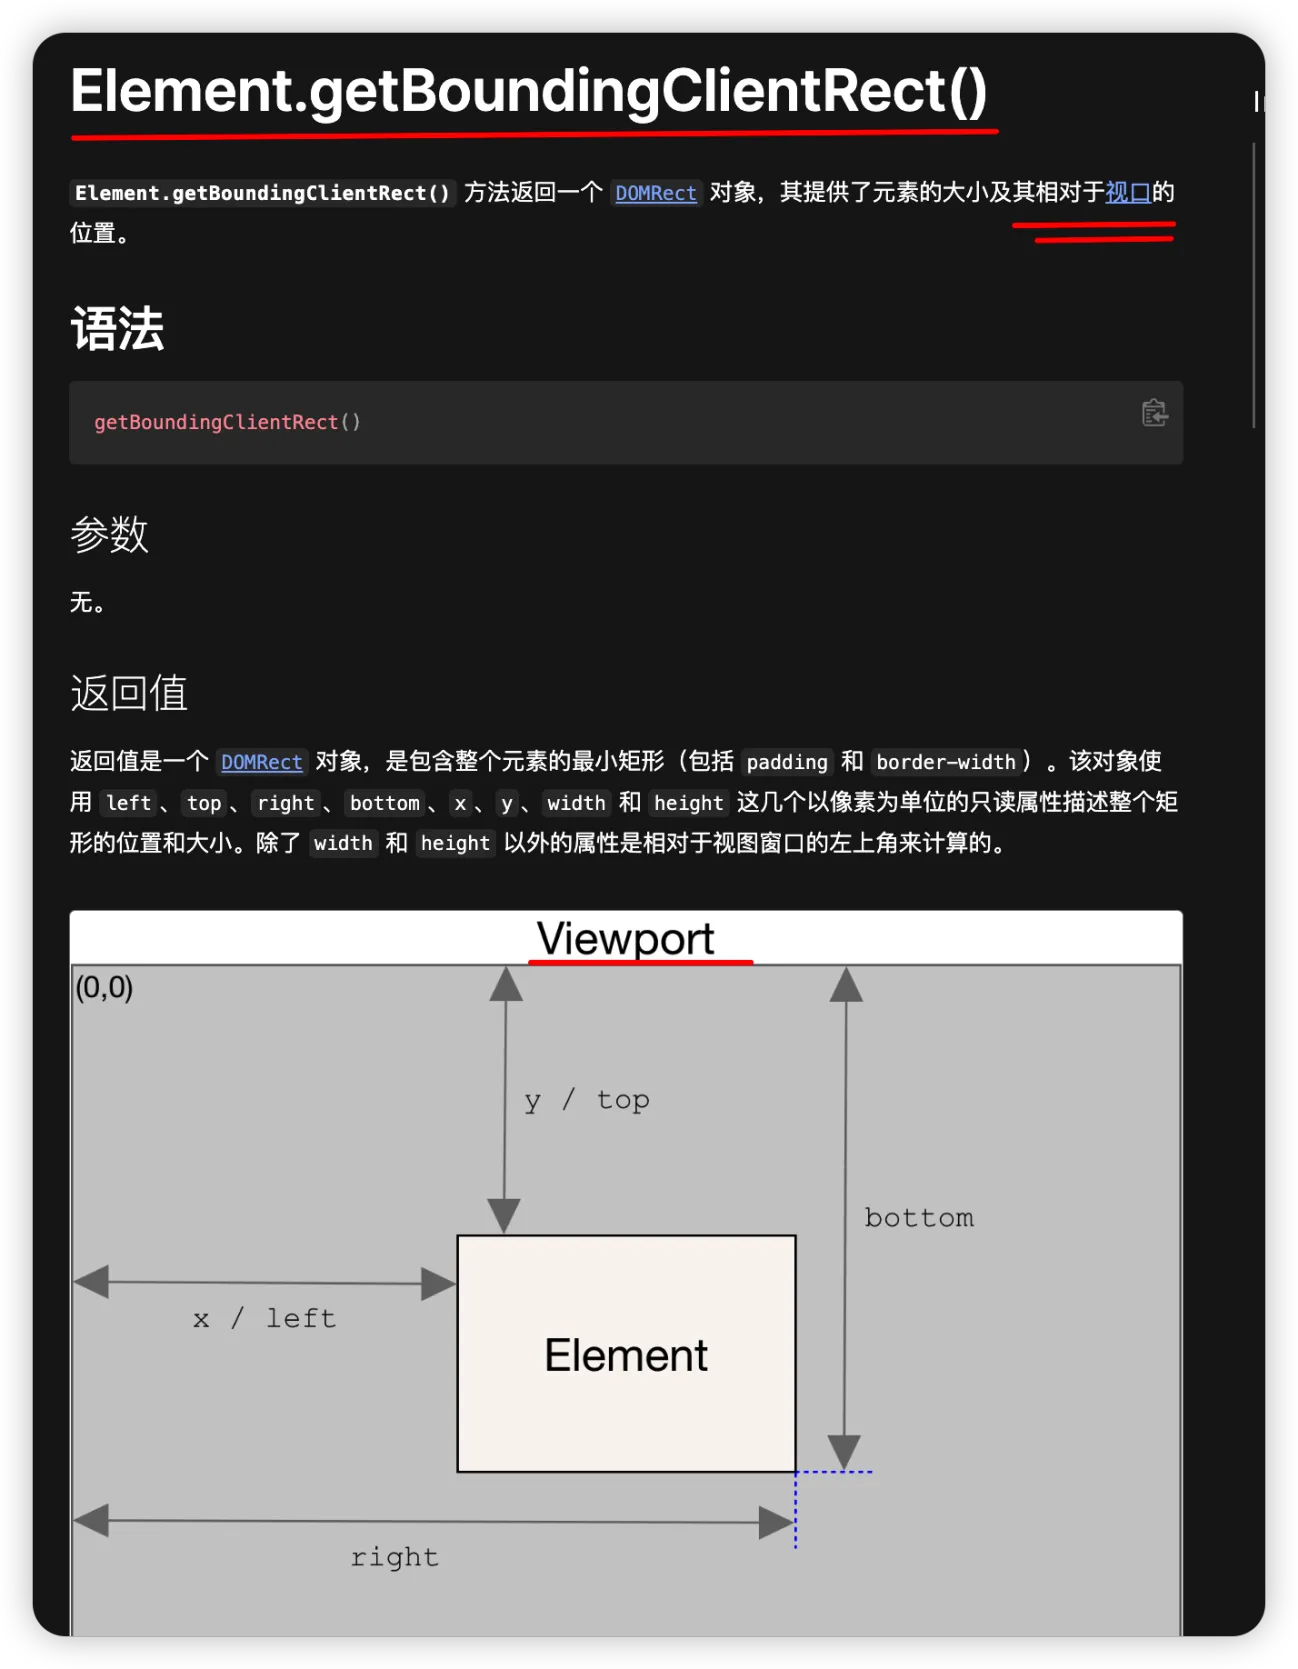 Element.getBoundingClientRect()
Element.getBoundingClientRect() 方法返回一个 DOMRect 对象，其提供了元素的大小及其相对于视口的
位置。
语法
getBoundingClientRect()
参数
无。
返回值
返回值是一个 DOMRect 对象，是包含整个元素的最小矩形（包括 padding 和 border-width）。该对象使
用 left、top、right、bottom、x、y、width 和 height 这几个以像素为单位的只读属性描述整个矩
形的位置和大小。除了 width 和 height 以外的属性是相对于视图窗口的左上角来计算的。
Viewport
(0,0)
y / top
bottom
x / left
Element
right